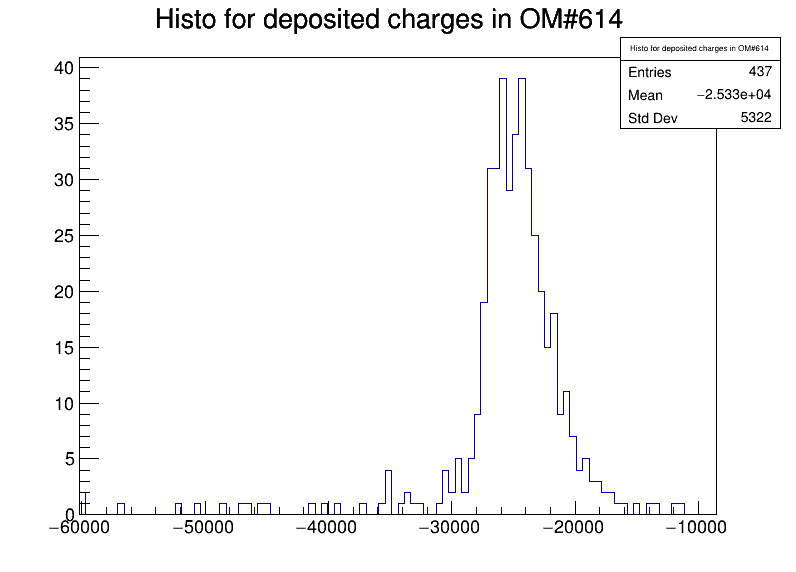 Histo for deposited charges in OM#614
Histo for deposited charges in OM#614
Entries 437
Mean −2.533e+04
Std Dev 5322
40
35
30
25
20
15
10
5
0
−60000 −50000 −40000 −30000 −20000 −10000